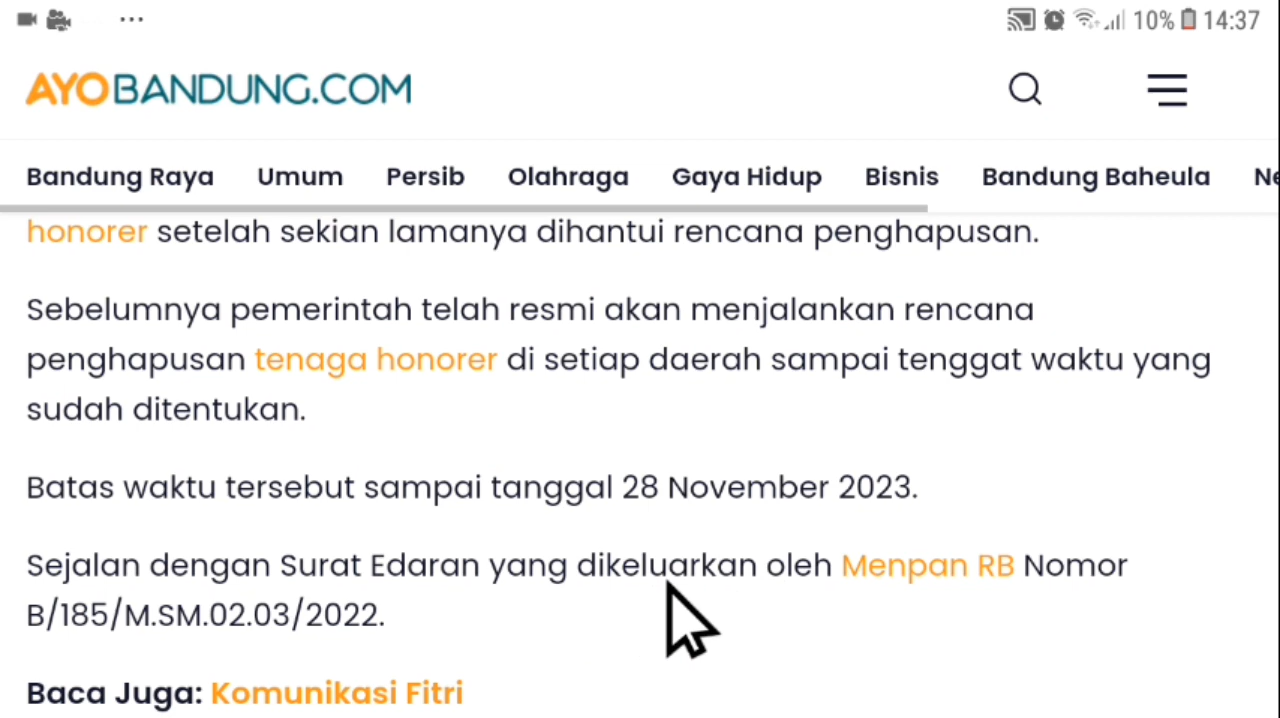 10% 14:37
AYOBANDUNG.COM
Bandung Raya Umum Persib Olahraga Gaya Hidup Bisnis Bandung Baheula Ne
honorer setelah sekian lamanya dihantui rencana penghapusan.
Sebelumnya pemerintah telah resmi akan menjalankan rencana
penghapusan tenaga honorer di setiap daerah sampai tenggat waktu yang
sudah ditentukan.
Batas waktu tersebut sampai tanggal 28 November 2023.
Sejalan dengan Surat Edaran yang dikeluarkan oleh Menpan RB Nomor
B/185/M.SM.02.03/2022.
Baca Juga: Komunikasi Fitri